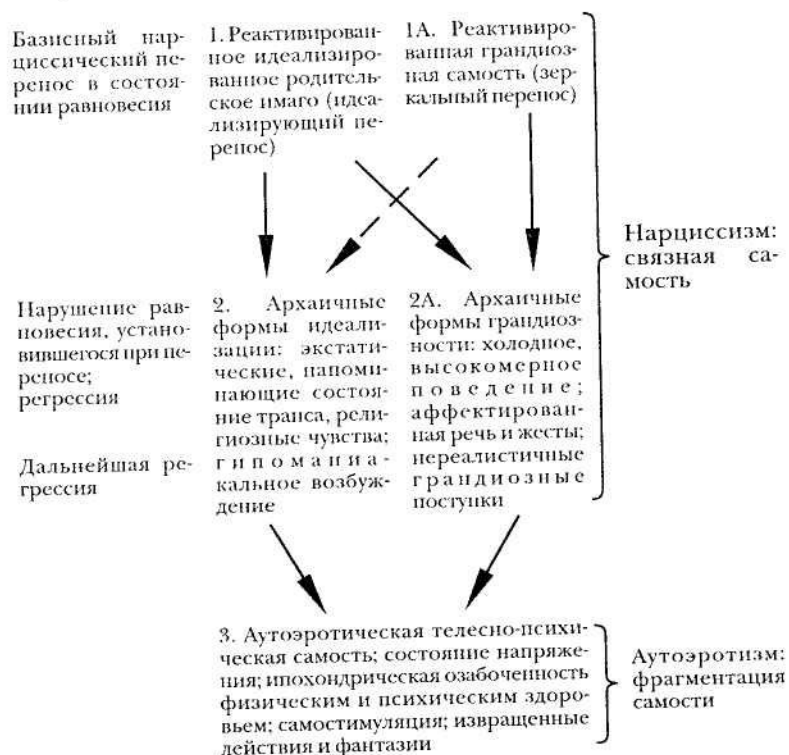 Базисный нар-
циссический пе-
ренос в состоя-
нии равновесия
1. Реактивирован-
ное идеализиро-
ванное родитель-
ское имаго (идеа-
лизирующий пе-
ренос)
1А. Реактивиро-
ванная грандиоз-
ная самость (зер-
кальный перенос)
Нарциссизм:
связная са-
мость
Нарушение рав-
новесия, устано-
вившегося при пе-
реносе;
регрессия
Дальнейшая ре-
грессия
2. Архаичные
формы идеали-
зации: экстати-
ческие, напоми-
нающие состоя-
ние транса, рели-
гиозные чувства;
гипоманиа-
кальное возбуж-
дение
2А. Архаичные
формы грандиоз-
ности: холодное,
высокомерное
поведение;
аффектирован-
ная речь и жесты;
нереалистичные
грандиозные
поступки
3. Аутоэротическая телесно-психи-
ческая самость; состояние напряже-
ния; ипохондрическая озабоченность
физическим и психическим здоро-
вьем; самостимуляция; извращенные
действия и фантазии
Аутоэротизм:
фрагментация
самости